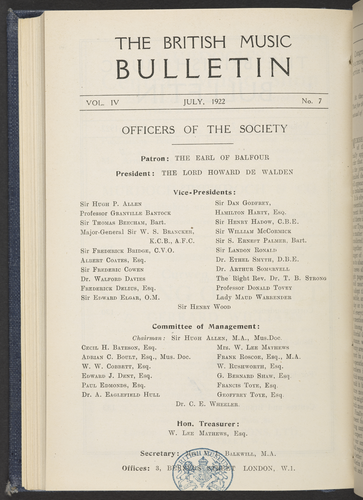 THE BRITISH MUSIC
BULLETIN
VOL. IV JULY, 1922 No. 7
OFFICERS OF THE SOCIETY
Patron: THE EARL OF BALFOUR
President: THE LORD HOWARD DE WALDEN
Vice-Presidents:
Sir Hugh P. Allen
Professor Granville Bantock
Sir Thomas Beecham, Bart.
Major-General Sir W. S. Brancker,
K.C.B., A.F.C.
Sir Frederick Bridge, C.V.O.
Albert Coates, Esq.
Sir Frederic Cowen
Dr. Walford Davies
Frederick Delius, Esq.
Sir Edward Elgar, O.M.
Sir Dan Godfrey,
Hamilton Harty, Esq.
Sir Henry Hadow, C.B.E.
Sir William McCormick
Sir S. Ernest Palmer, Bart.
Sir Landon Ronald
Dr. Ethel Smyth, D.B.E.
Dr. Arthur Somervell
The Right Rev. Dr. T. B. Strong
Professor Donald Tovey
Lady Maud Warrender
Sir Henry Wood
Committee of Management:
Chairman: Sir Hugh Allen, M.A., Mus.Doc.
Cecil H. Bateson, Esq.
Adrian C. Boult, Esq., Mus. Doc.
W. W. Cobbett, Esq.
Edward J. Dent, Esq.
Paul Edmonds, Esq.
Dr. A. Eaglefield Hull
Mrs. W. Lee Mathews
Frank Roscoe, Esq., M.A.
W. Rushworth, Esq.
G. Bernard Shaw, Esq
Francis Toye, Esq
Geoffrey Toye, Esq
Dr. C. E. Wheeler.
Hon. Treasurer:
W. Lee Mathews, Esq.
Secretary: Balkwill, M.A.
Offices: 3, STREET LONDON, W.1.